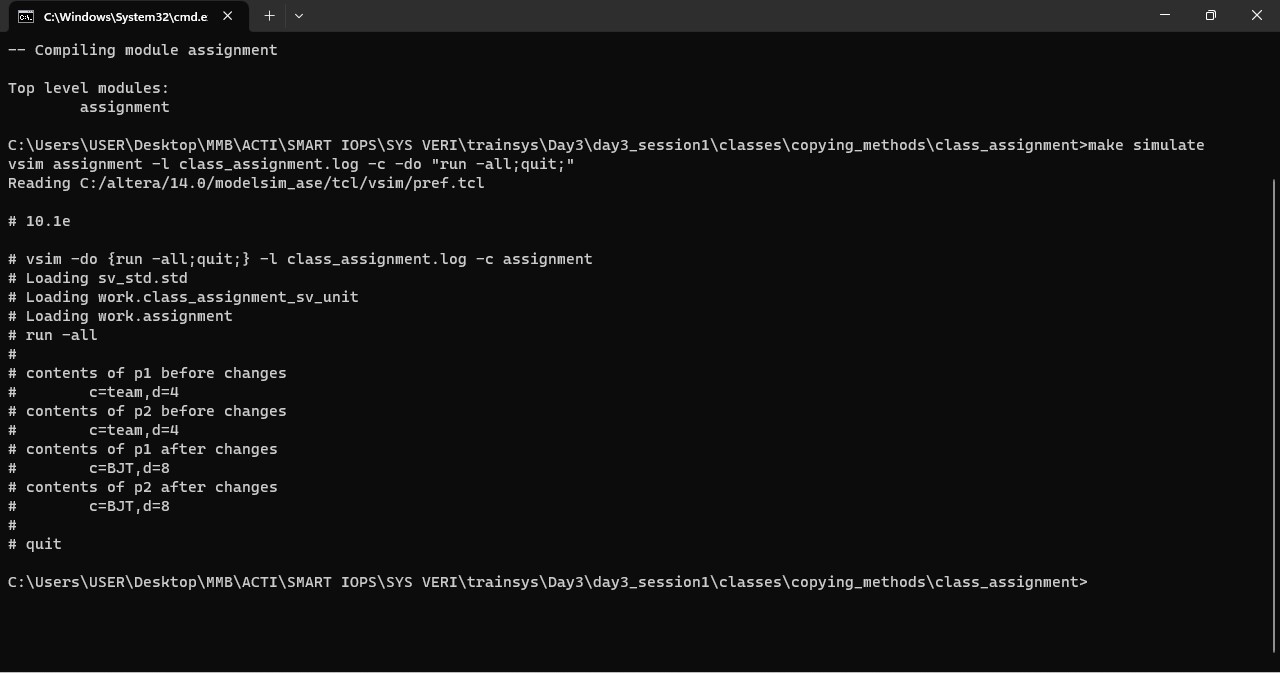 C:\Windows\System32\cmd.e
-- Compiling module assignment
Top level modules:
assignment
C:\Users\USER\Desktop\MMB\ACTI\SMART IOPS\SYS VERI\trainsys\Day3\day3_session1\classes\copying_methods\class_assignment>make simulate
vsim assignment -l class_assignment.log -c -do "run -all;quit;"
Reading C:/altera/14.0/modelsim_ase/tcl/vsim/pref.tcl
# 10.1e
# vsim -do {run -all;quit;} -l class_assignment.log -c assignment
# Loading sv_std.std
# Loading work.class_assignment_sv_unit
# Loading work.assignment
# run -all
#
# contents of p1 before changes
#        c=team,d=4
# contents of p2 before changes
#        c=team,d=4
# contents of p1 after changes
#        c=BJT,d=8
# contents of p2 after changes
#        c=BJT,d=8
#
# quit
C:\Users\USER\Desktop\MMB\ACTI\SMART IOPS\SYS VERI\trainsys\Day3\day3_session1\classes\copying_methods\class_assignment>